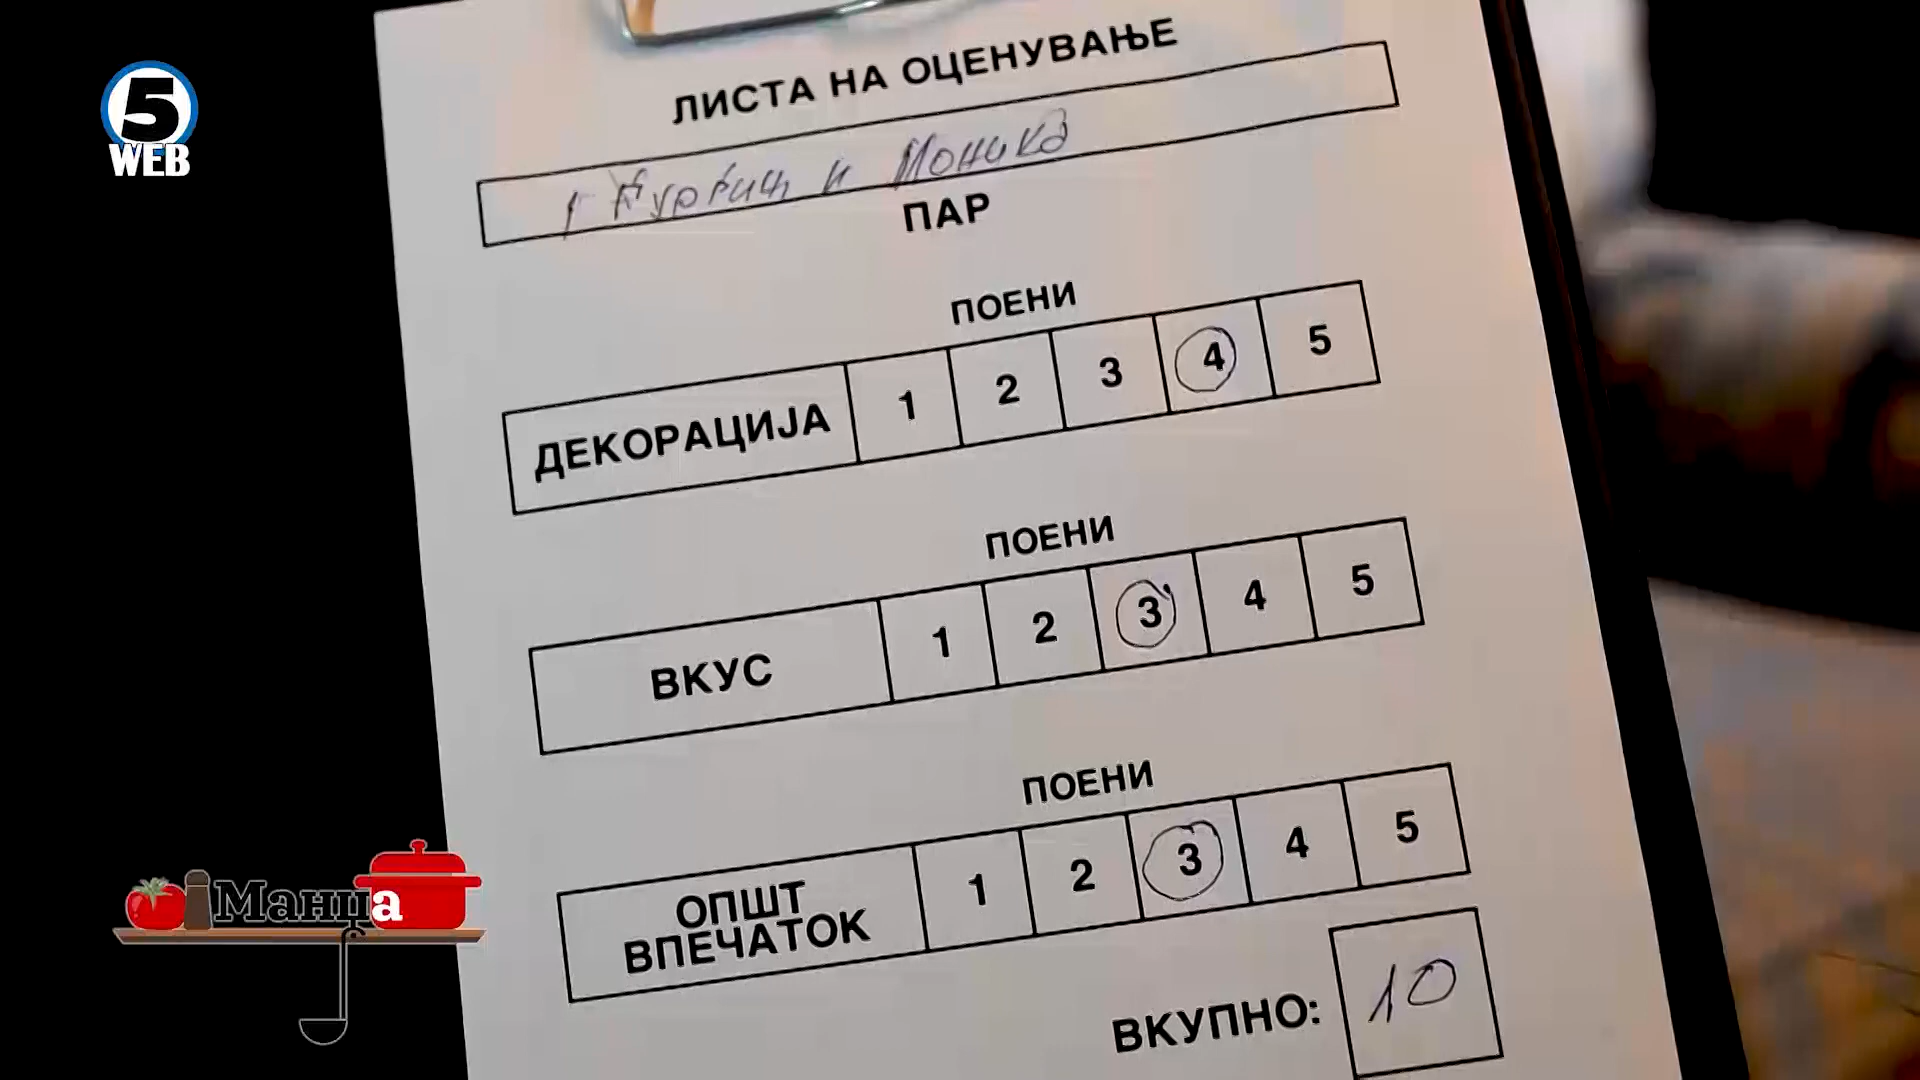 5
WEB
ЛИСТА НА ОЦЕНУВАЊЕ
и Моника
ПАР
ПОЕНИ
ДЕКОРАЦИЈА 1 2 3 4 5
ПОЕНИ
ВКУС 1 2 3 4 5
ПОЕНИ
ОПШТ
ВПЕЧАТОК 1 2 3 4 5
ВКУПНО: 10
Манџа